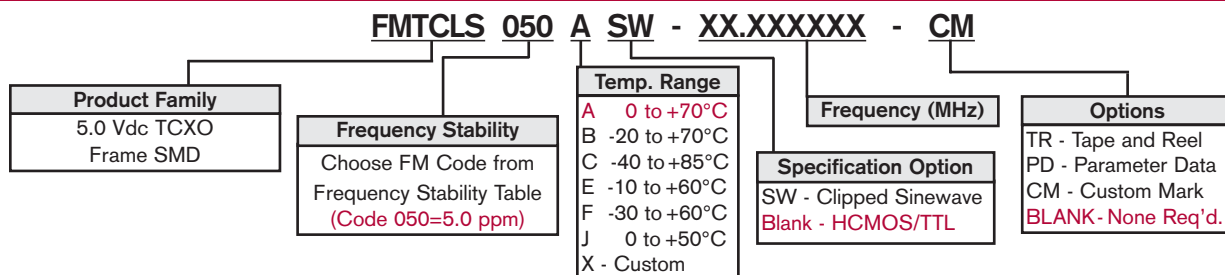 FMTCLS 050 A SW - XX.XXXXXX - CM
Product Family
5.0 Vdc TCXO
Frame SMD
Frequency Stability
Choose FM Code from
Frequency Stability Table
(Code 050=5.0 ppm)
Temp. Range
A 0 to +70°C
B -20 to +70°C
C -40 to +85°C
E -10 to +60°C
F -30 to +60°C
J 0 to +50°C
X - Custom
Specification Option
SW - Clipped Sinewave
Blank - HCMOS/TTL
Frequency (MHz)
Options
TR - Tape and Reel
PD - Parameter Data
CM - Custom Mark
BLANK - None Req'd.